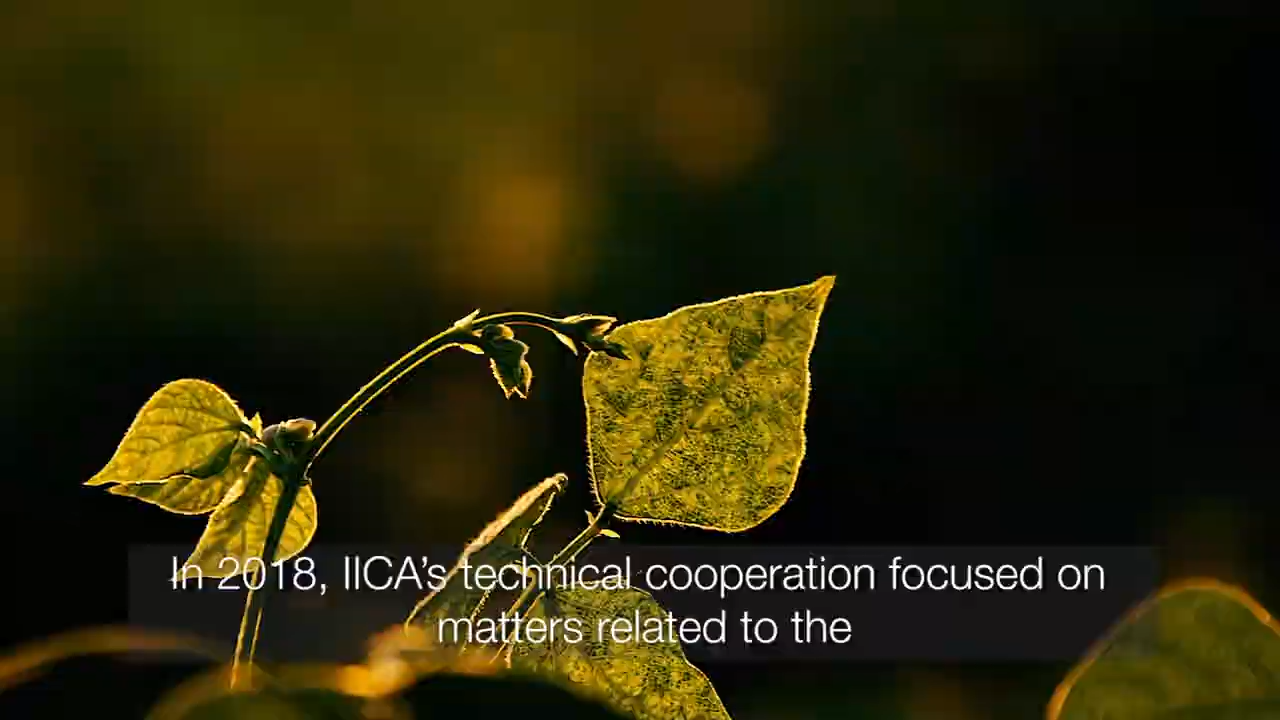 In 2018, IICA’s technical cooperation focused on
matters related to the